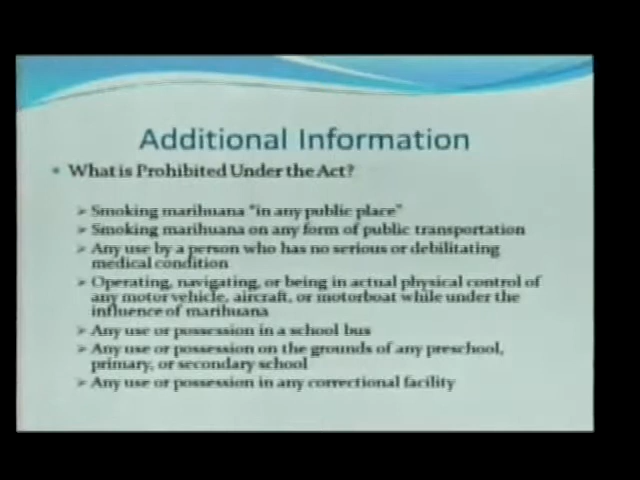 Additional Information
What is Prohibited Under the Act?
Smoking marihuana "in any public place"
Smoking marihuana on any form of public transportation
Any use by a person who has no serious or debilitating
medical condition
Operating, navigating, or being in actual physical control of
any motor vehicle, aircraft, or motorboat while under the
influence of marihuana
Any use or possession in a school bus
Any use or possession on the grounds of any preschool,
primary, or secondary school
Any use or possession in any correctional facility